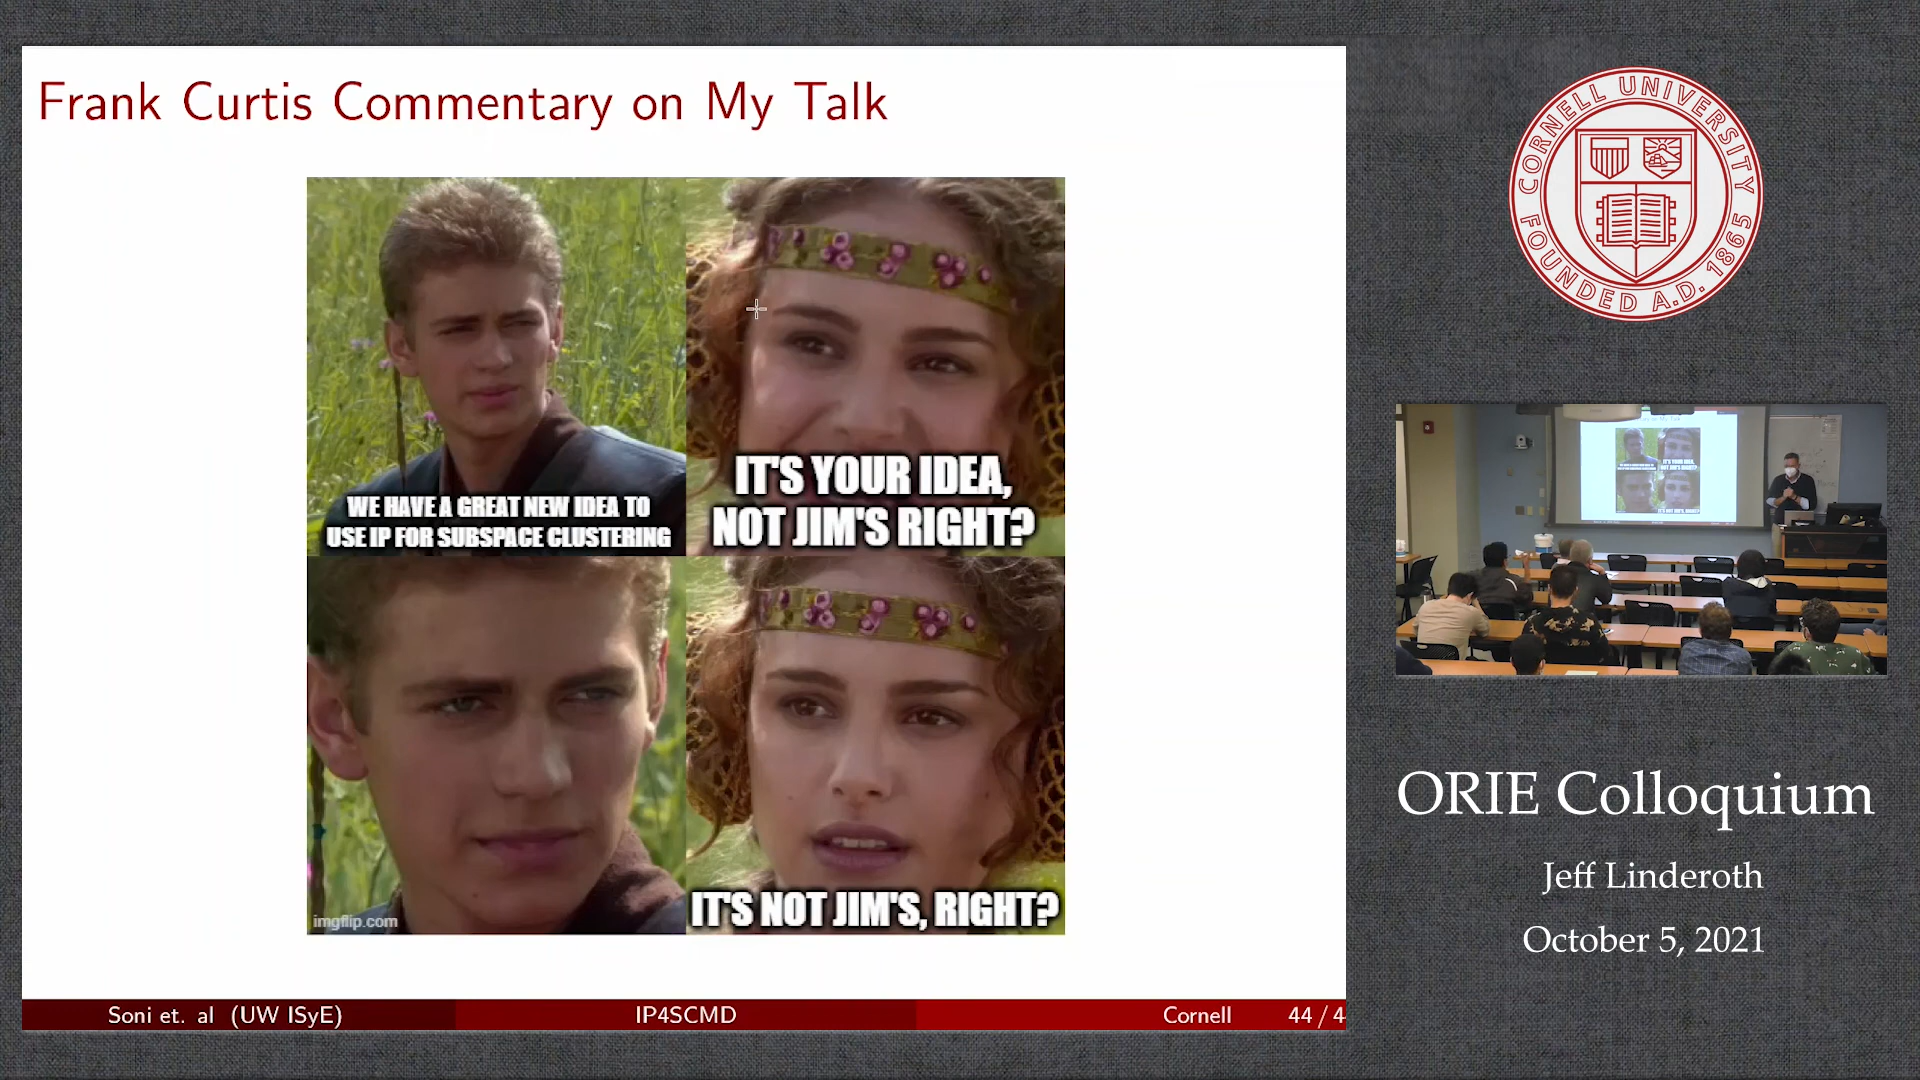 Frank Curtis Commentary on My Talk
WE HAVE A GREAT NEW IDEA TO
USE IP FOR SUBSPACE CLUSTERING
IT'S YOUR IDEA,
NOT JIM'S RIGHT?
imgflip.com
IT'S NOT JIM'S, RIGHT?
Soni et. al (UW ISyE)
IP4SCMD
Cornell
44 / 4
CORNELL UNIVERSITY
FOUNDED A.D. 1865
ORIE Colloquium
Jeff Linderoth
October 5, 2021